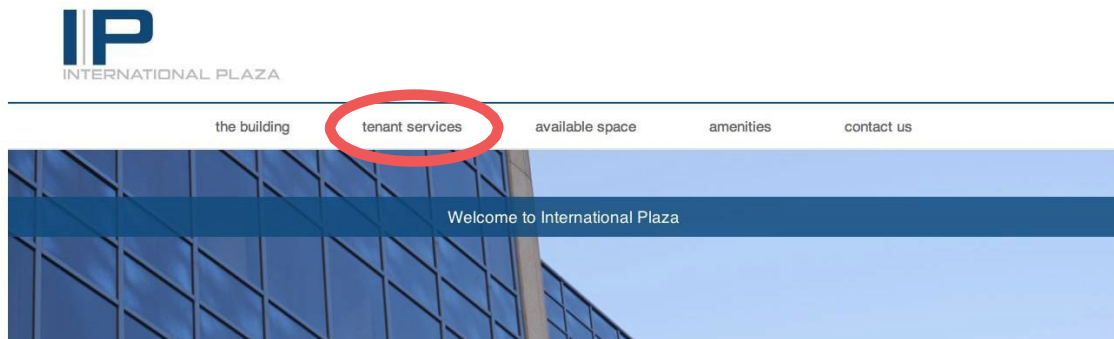 IP
INTERNATIONAL PLAZA
the building tenant services available space amenities contact us
Welcome to International Plaza